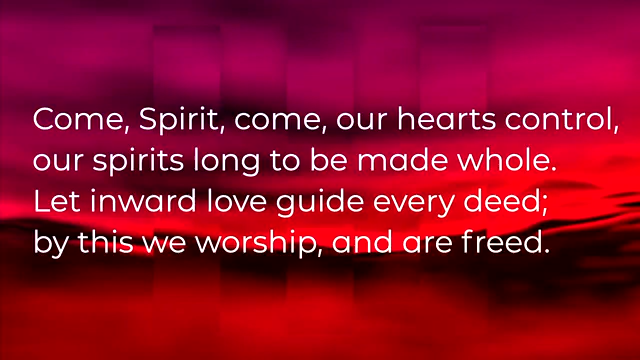 Come, Spirit, come, our hearts control,
our spirits long to be made whole.
Let inward love guide every deed;
by this we worship, and are freed.